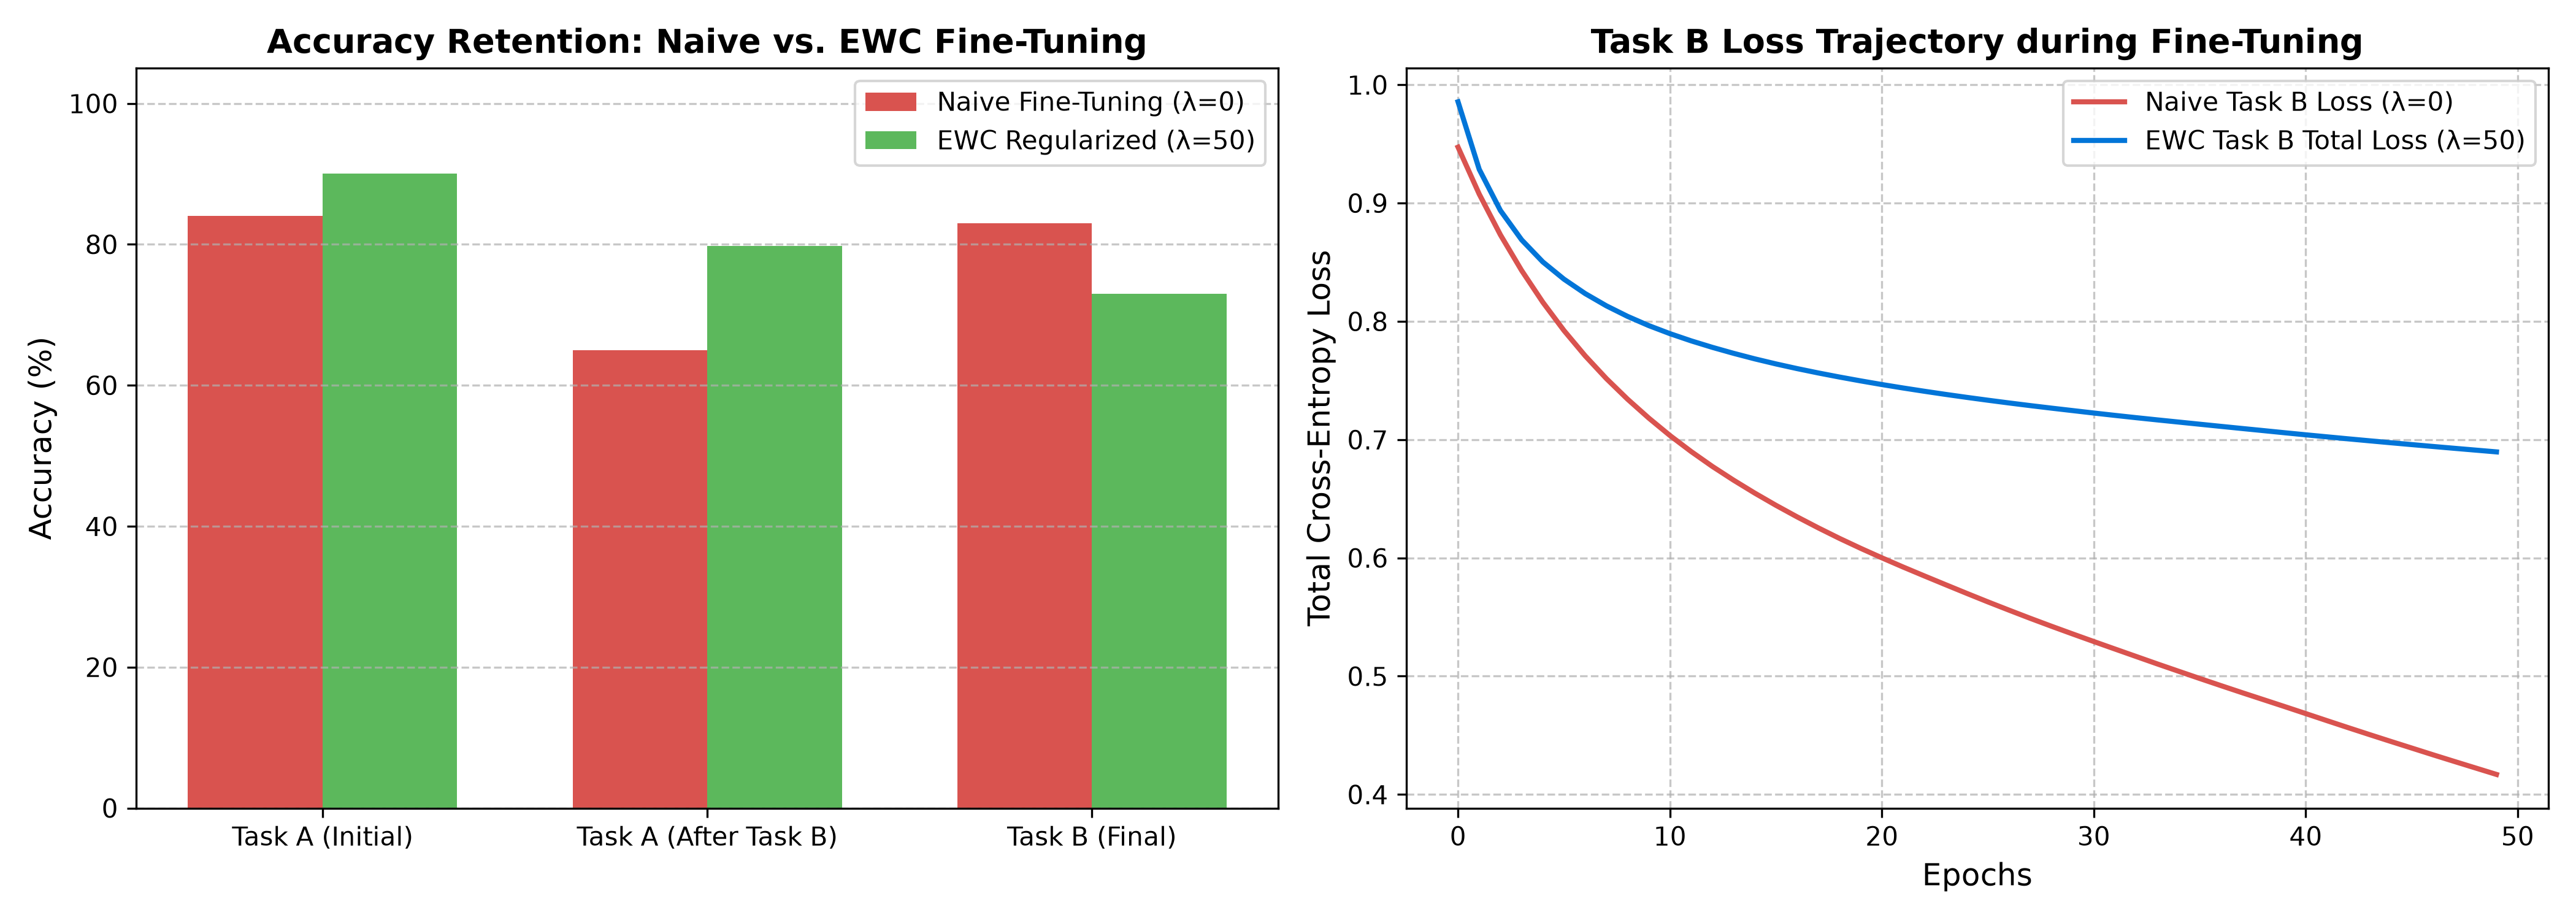 Accuracy Retention: Naive vs. EWC Fine-Tuning
Naive Fine-Tuning (λ=0)
EWC Regularized (λ=50)
Accuracy (%)
100
80
60
40
20
0
Task A (Initial)
Task A (After Task B)
Task B (Final)
Task B Loss Trajectory during Fine-Tuning
Naive Task B Loss (λ=0)
EWC Task B Total Loss (λ=50)
Total Cross-Entropy Loss
1.0
0.9
0.8
0.7
0.6
0.5
0.4
0
10
20
30
40
50
Epochs